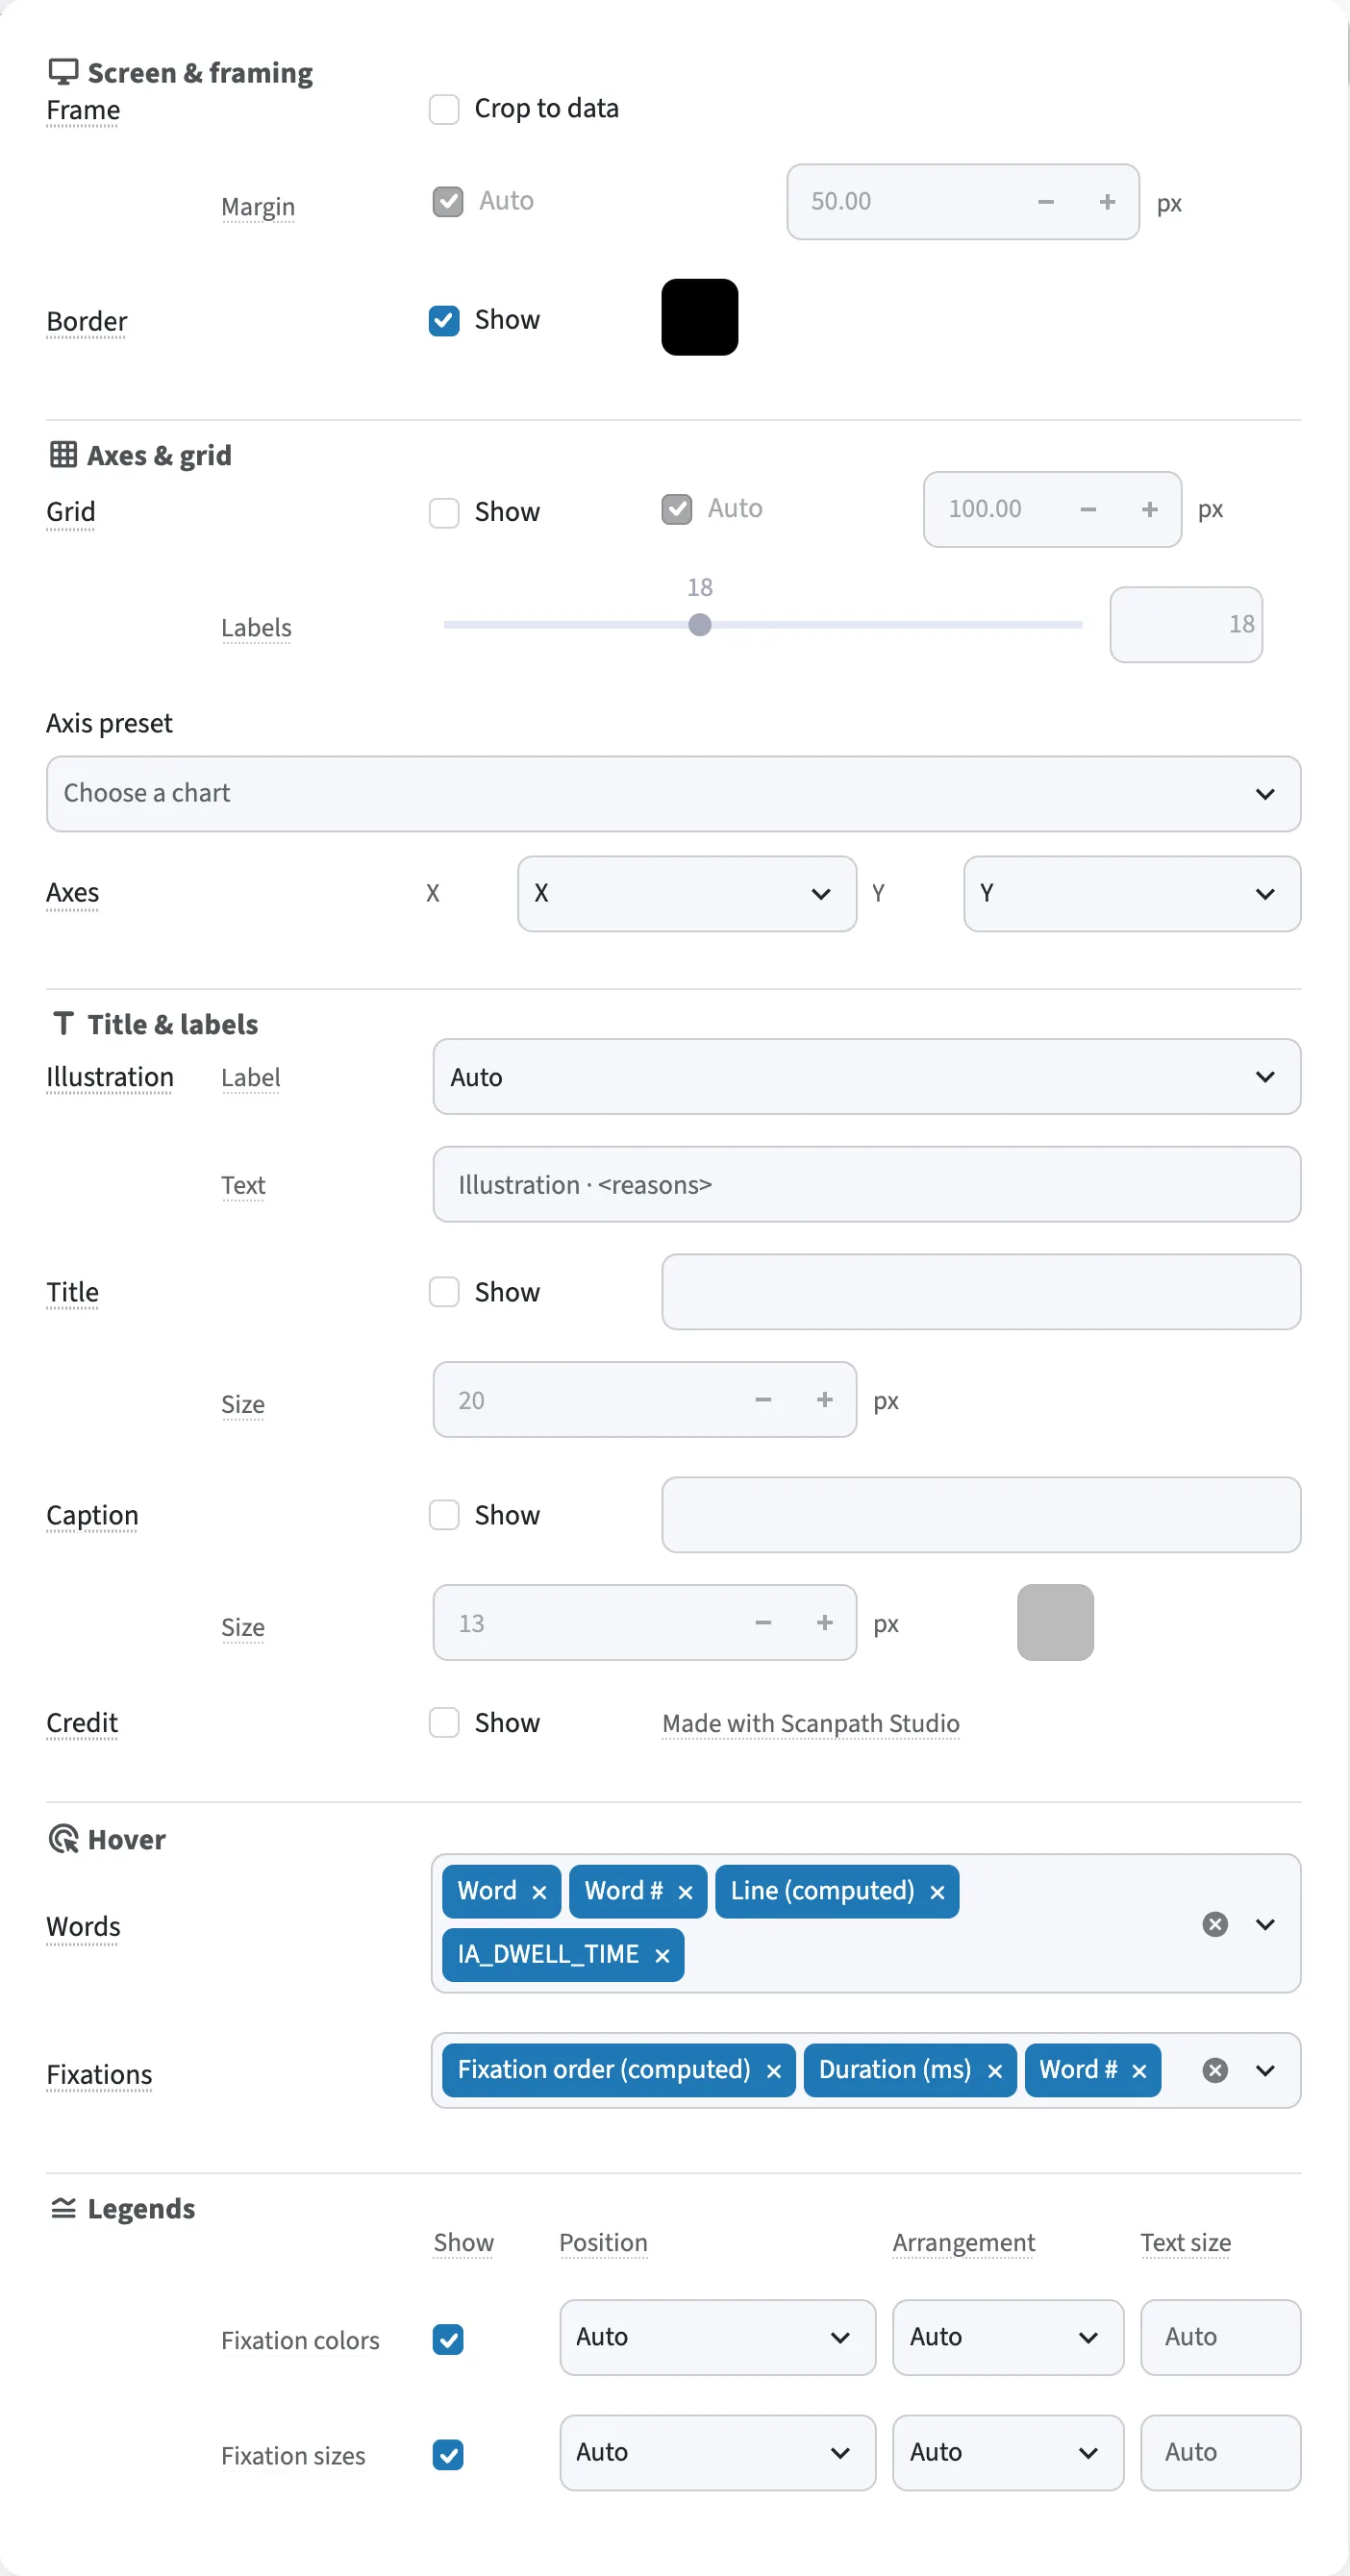 Screen & framing
Frame
Crop to data
Margin
Auto
50.00
px
Border
Show
Axes & grid
Grid
Show
Auto
100.00
px
18
Labels
18
Axis preset
Choose a chart
Axes
X
X
Y
Y
Title & labels
Illustration
Label
Auto
Text
Illustration · <reasons>
Title
Show
Size
20
px
Caption
Show
Size
13
px
Credit
Show
Made with Scanpath Studio
Hover
Words
Word
Word #
Line (computed)
IA_DWELL_TIME
Fixations
Fixation order (computed)
Duration (ms)
Word #
Legends
Show
Position
Arrangement
Text size
Fixation colors
Auto
Auto
Auto
Fixation sizes
Auto
Auto
Auto